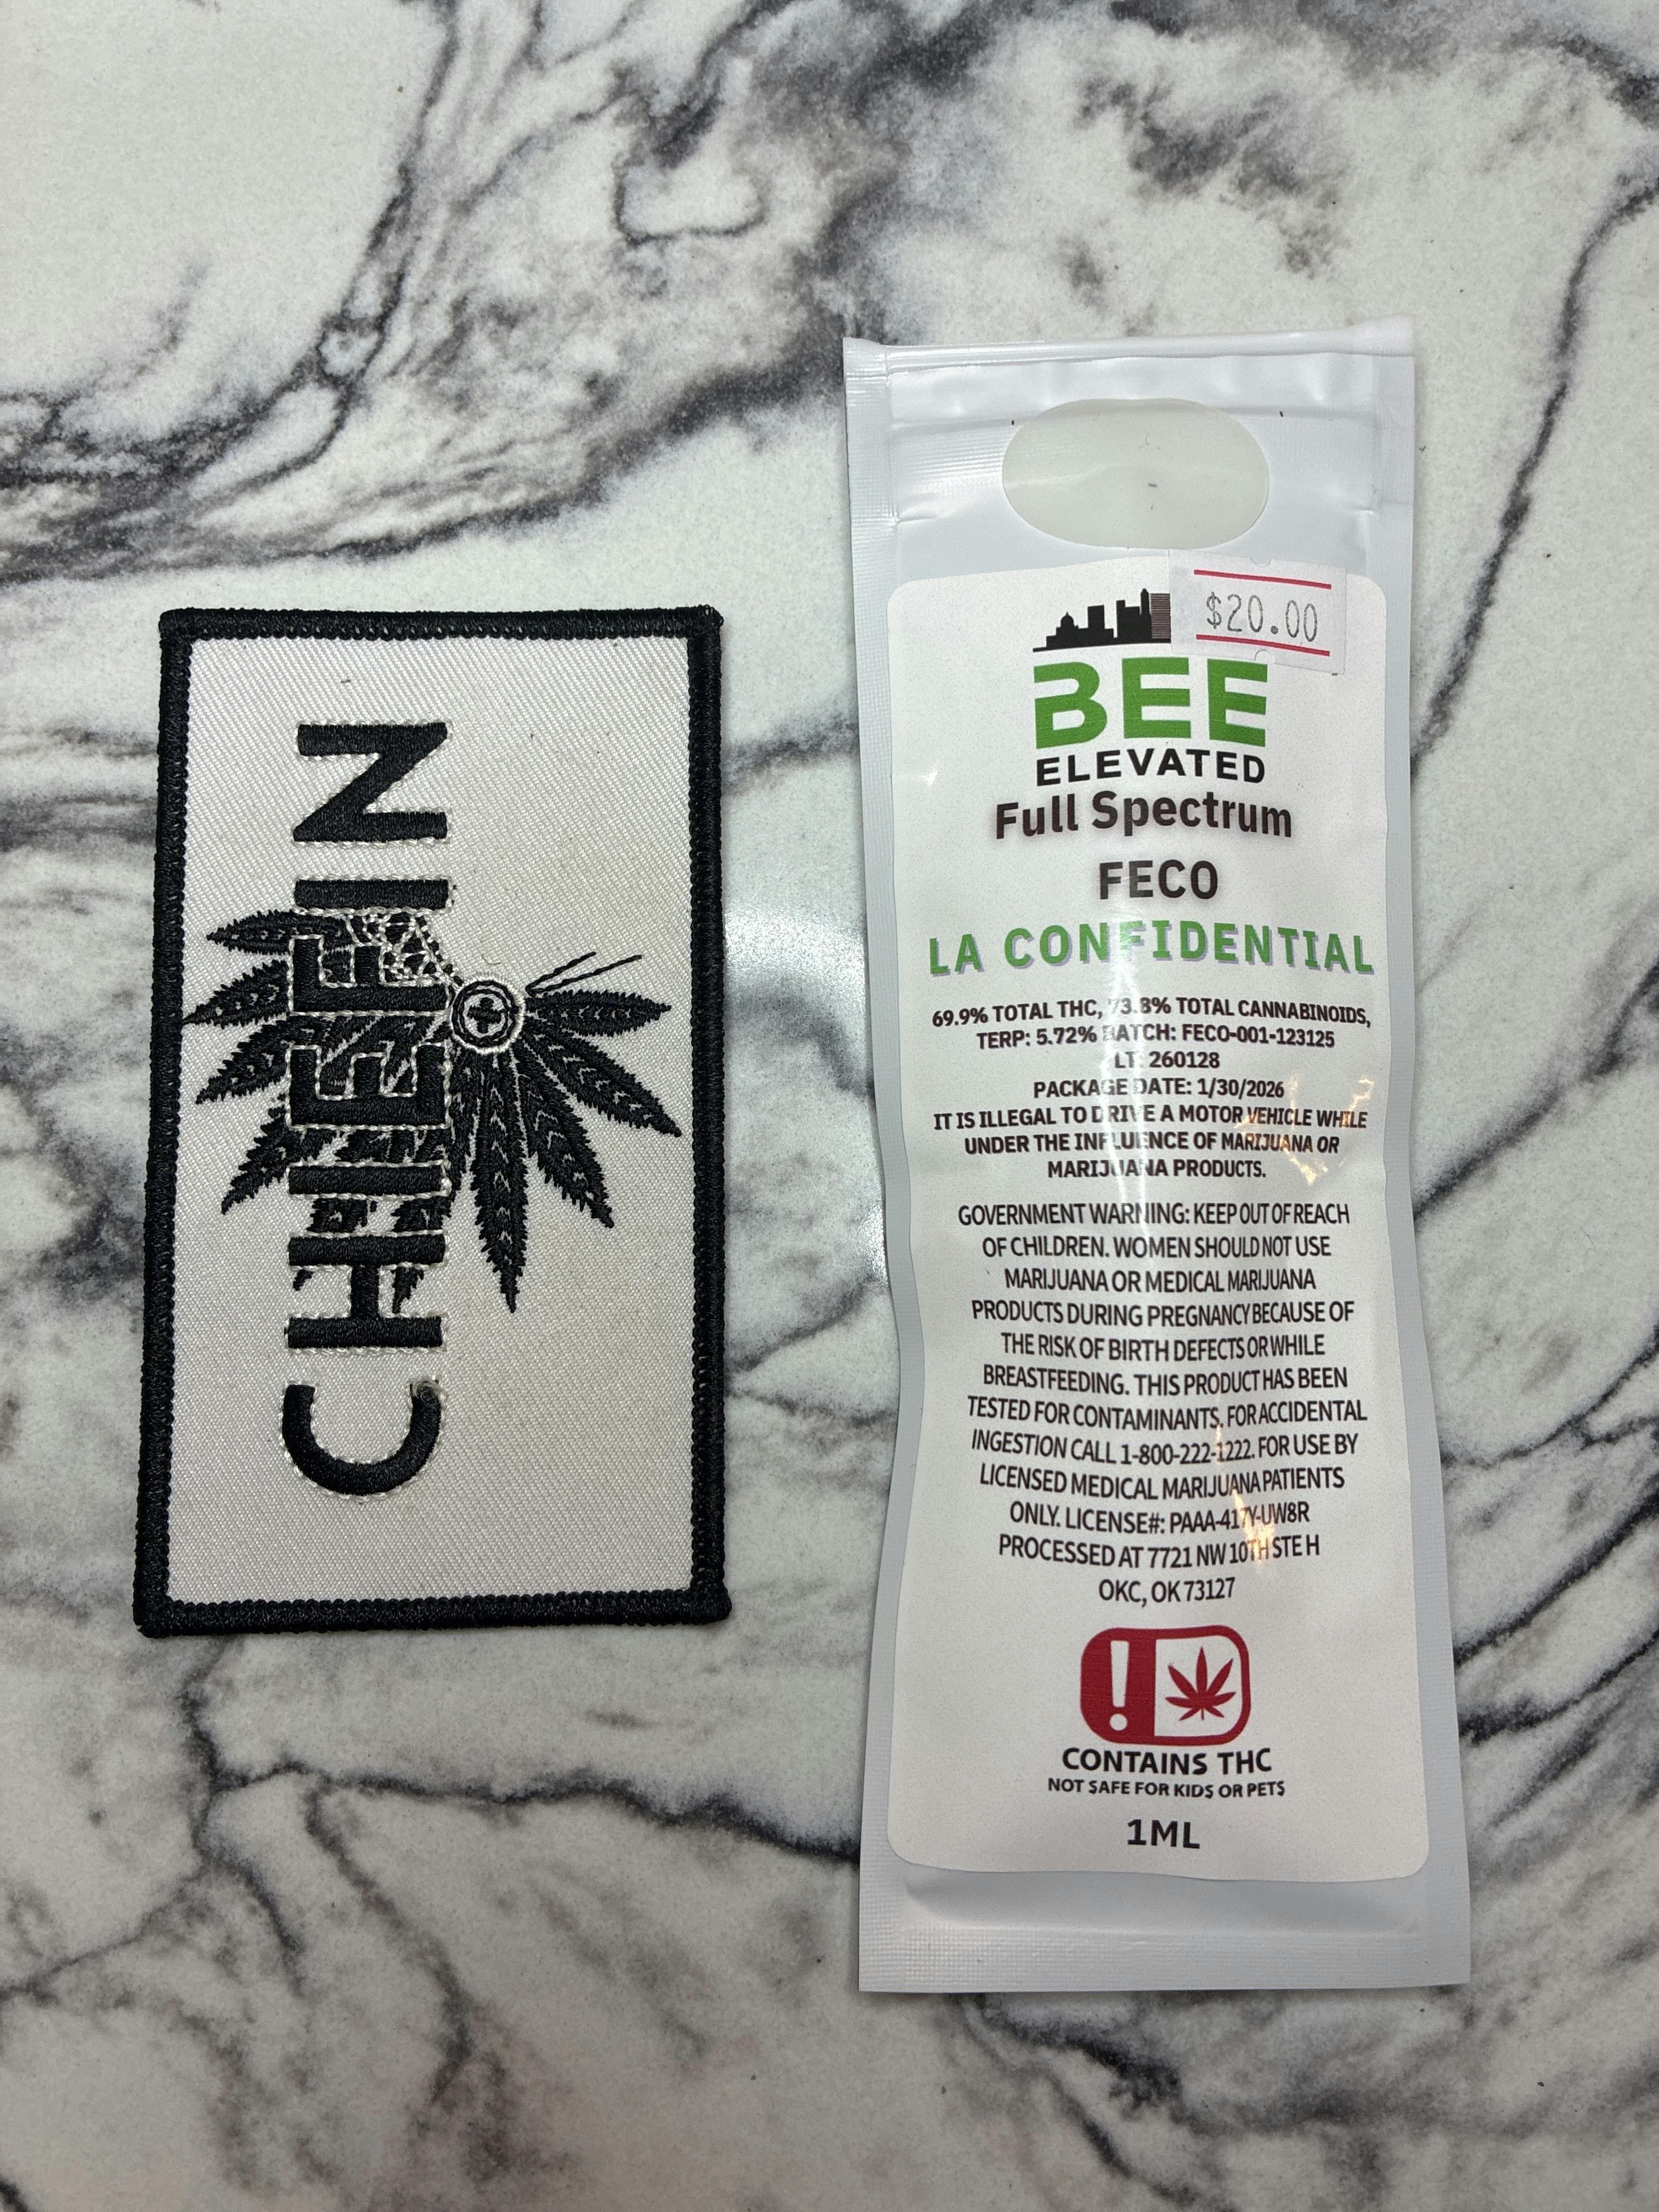 CHIEFIN
$20.00
BEE
ELEVATED
Full Spectrum
FECO
LA CONFIDENTIAL
69.9% TOTAL THC, 73.8% TOTAL CANNABINOIDS,
TERP: 5.72% BATCH: FECO-001-123125
LT: 260128
PACKAGE DATE: 1/30/2026
IT IS ILLEGAL TO DRIVE A MOTOR VEHICLE WHILE
UNDER THE INFLUENCE OF MARIJUANA OR
MARIJUANA PRODUCTS.
GOVERNMENT WARNING: KEEP OUT OF REACH
OF CHILDREN. WOMEN SHOULD NOT USE
MARIJUANA OR MEDICAL MARIJUANA
PRODUCTS DURING PREGNANCY BECAUSE OF
THE RISK OF BIRTH DEFECTS OR WHILE
BREASTFEEDING. THIS PRODUCT HAS BEEN
TESTED FOR CONTAMINANTS. FOR ACCIDENTAL
INGESTION CALL 1-800-222-1222. FOR USE BY
LICENSED MEDICAL MARIJUANA PATIENTS
ONLY. LICENSE#: PAAA-417Y-UW8R
PROCESSED AT 7721 NW 10TH STE H
OKC, OK 73127
CONTAINS THC
NOT SAFE FOR KIDS OR PETS
1ML